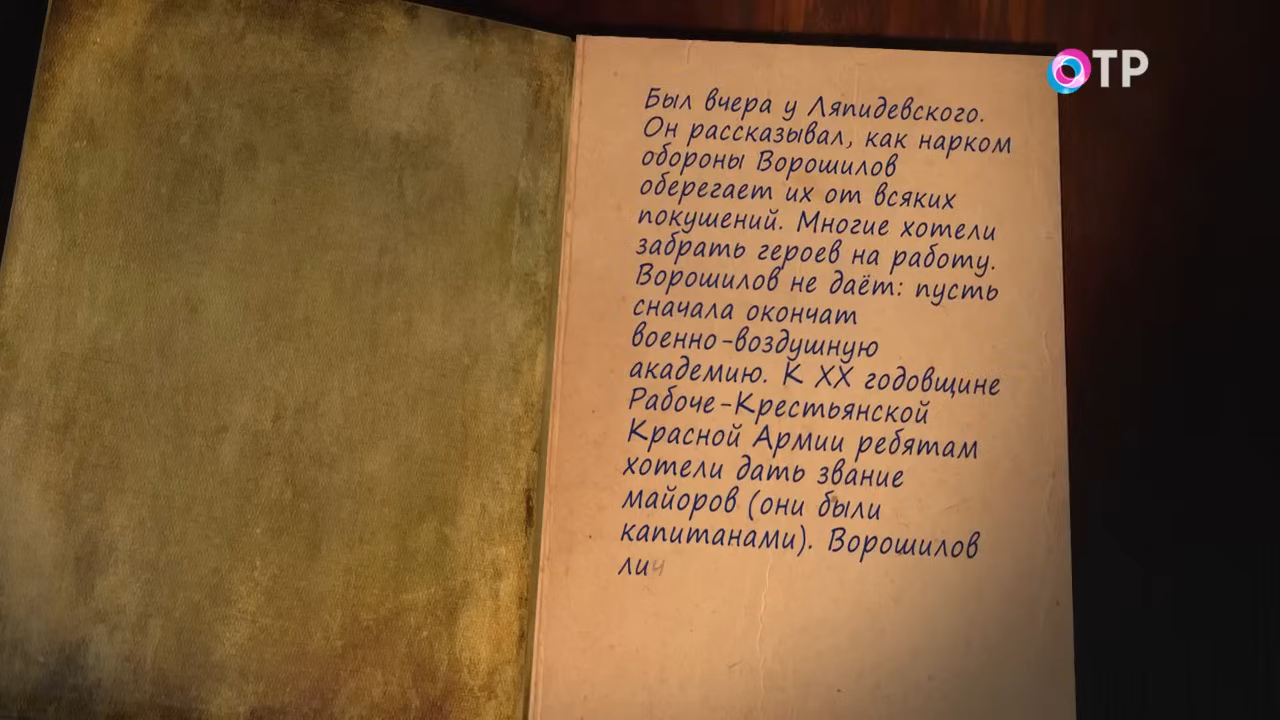 ОТР
Был вчера у Ляпидевского.
Он рассказывал, как нарком
обороны Ворошилов
оберегает их от всяких
покушений. Многие хотели
забрать героев на работу.
Ворошилов не даёт: пусть
сначала окончат
военно-воздушную
академию. К XX годовщине
Рабоче-Крестьянской
Красной Армии ребятам
хотели дать звание
майоров (они были
капитанами). Ворошилов
лич